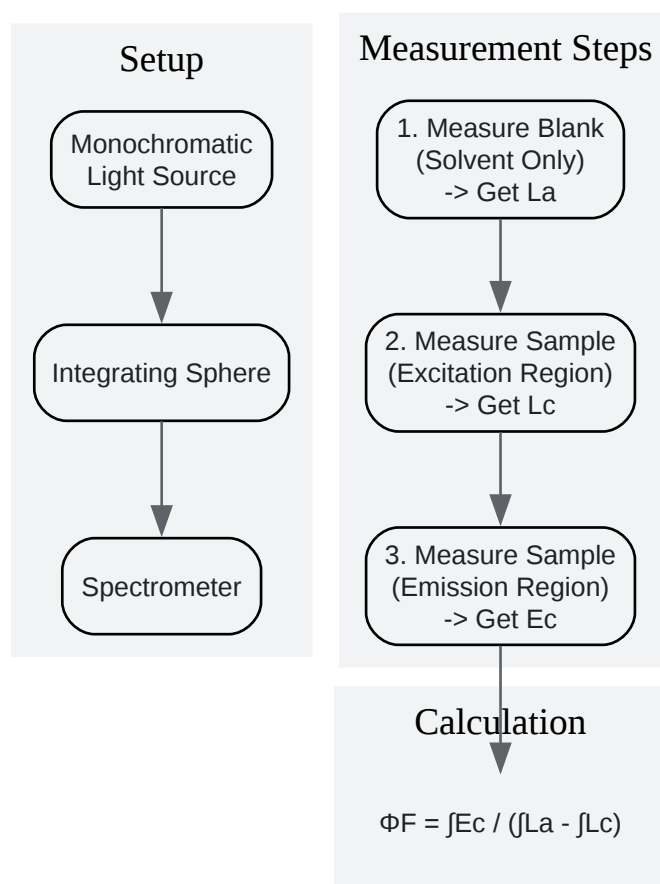 Setup
Monochromatic
Light Source
Integrating Sphere
Spectrometer
Measurement Steps
1. Measure Blank
(Solvent Only)
-> Get La
2. Measure Sample
(Excitation Region)
-> Get Lc
3. Measure Sample
(Emission Region)
-> Get Ec
Calculation
ΦF = ∫Ec / (∫La - ∫Lc)